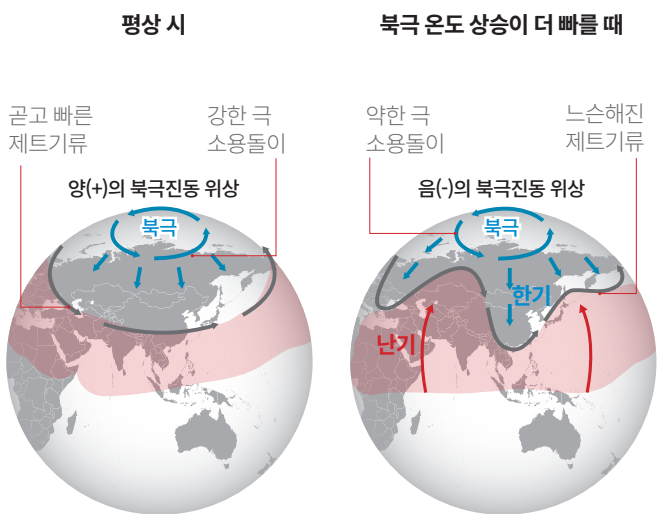 평상 시
북극 온도 상승이 더 빠를 때
곧고 빠른
제트기류
강한 극
소용돌이
양(+)의 북극진동 위상
북극
약한 극
소용돌이
느슨해진
제트기류
음(-)의 북극진동 위상
북극
한기
난기